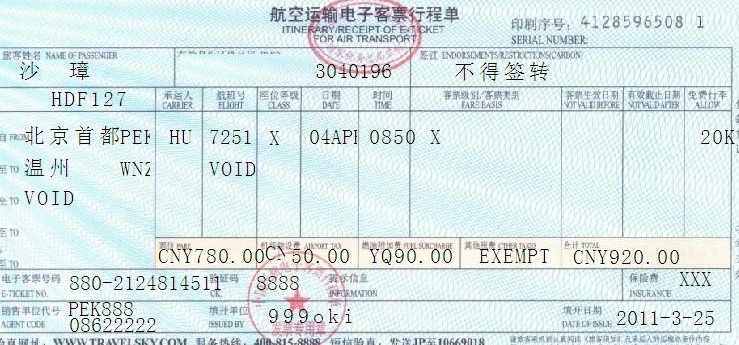 航空运输电子客票行程单
ITINERARY/RECEIPT OF E-TICKET
FOR AIR TRANSPORT
印刷序号: 4128596508 1
SERIAL NUMBER:
旅客姓名 NAME OF PASSENGER
签注 ENDORSEMENTS/RESTRICTIONS(CARBON)
沙 璋 3040196 不得签转
HDF127
承运人 航班号 座位等级 日期 时间 客票级别/客票类别 客票生效日期 有效截止日期 免费行李
CARRIER FLIGHT CLASS DATE TIME FARE BASIS NOT VALID BEFORE NOT VALID AFTER ALLOW
自 FROM 北京首都PEK HU 7251 X 04AP 0850 X 20K
至 TO 温州 WNZ VOID
至 TO VOID
至 TO
票价 FARE 机场建设费 AIRPORT TAX 燃油附加费 FUEL SURCHARGE 其他税费 OTHER TAXES 合计 TOTAL
CNY780.00 CN 50.00 YQ90.00 EXEMPT CNY920.00
电子客票号码 880-2124814511 验证码 8888 提示信息 保险费 XXX
E-TICKET NO. CK. INFORMATION INSURANCE
销售单位代号 PEK888 填开单位 999oki 填开日期 2011-3-25
AGENT CODE 08622222 ISSUED BY DATE OF ISSUE
发票专用章
验真网址: WWW.TRAVELSKY.COM 服务热线: 400-815-8888 短信验真: 发送JP至10669018